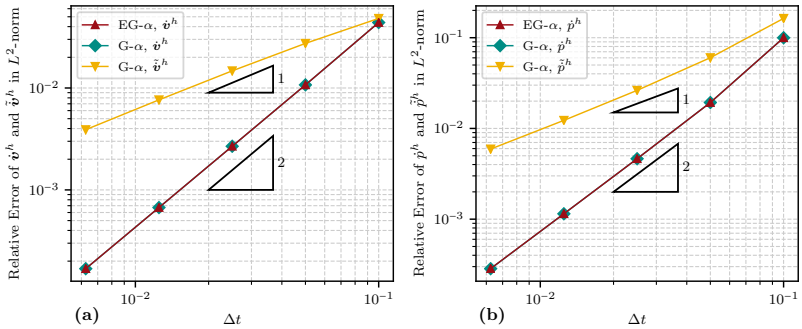 Relative Error of v̇ʰ and ṽ̇ʰ in L²-norm
10⁻²
10⁻³
EG-α, v̇ʰ
G-α, v̇ʰ
G-α, ṽ̇ʰ
1
2
10⁻²
10⁻¹
(a)
Δt
Relative Error of ṗʰ and p̃̇ʰ in L²-norm
10⁻¹
10⁻²
10⁻³
EG-α, ṗʰ
G-α, ṗʰ
G-α, p̃̇ʰ
1
2
10⁻²
10⁻¹
(b)
Δt